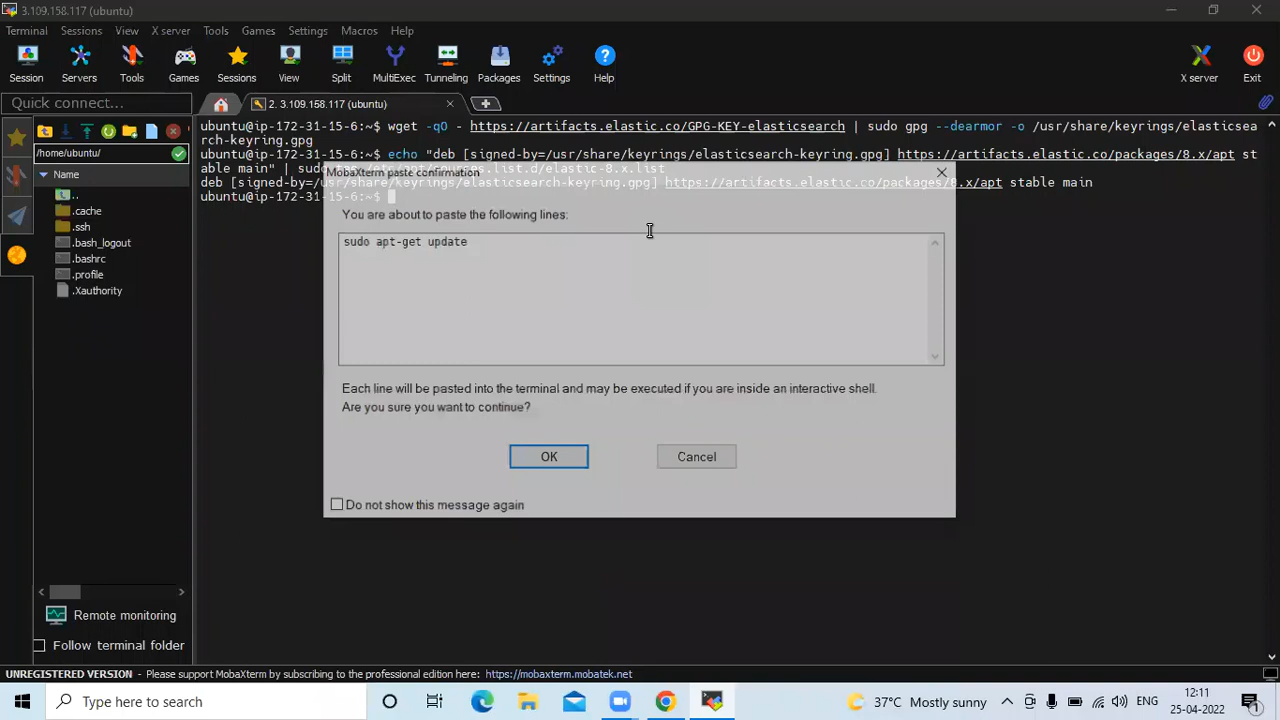 3.109.158.117 (ubuntu)
Terminal Sessions View X server Tools Games Settings Macros Help
Session Servers Tools Games Sessions View Split MultiExec Tunneling Packages Settings Help X server Exit
Quick connect...
2. 3.109.158.117 (ubuntu)
/home/ubuntu/
Name
..
.cache
.ssh
.bash_logout
.bashrc
.profile
.Xauthority
Remote monitoring
Follow terminal folder
ubuntu@ip-172-31-15-6:~$ wget -qO - https://artifacts.elastic.co/GPG-KEY-elasticsearch | sudo gpg --dearmor -o /usr/share/keyrings/elasticsea
rch-keyring.gpg
ubuntu@ip-172-31-15-6:~$ echo "deb [signed-by=/usr/share/keyrings/elasticsearch-keyring.gpg] https://artifacts.elastic.co/packages/8.x/apt st
able main" | sudo tee /etc/apt/sources.list.d/elastic-8.x.list
deb [signed-by=/usr/share/keyrings/elasticsearch-keyring.gpg] https://artifacts.elastic.co/packages/8.x/apt stable main
ubuntu@ip-172-31-15-6:~$
MobaXterm paste confirmation
You are about to paste the following lines:
sudo apt-get update
Each line will be pasted into the terminal and may be executed if you are inside an interactive shell.
Are you sure you want to continue?
OK Cancel
Do not show this message again
UNREGISTERED VERSION - Please support MobaXterm by subscribing to the professional edition here: https://mobaxterm.mobatek.net
Type here to search
37°C Mostly sunny
ENG
12:11
25-04-2022
1